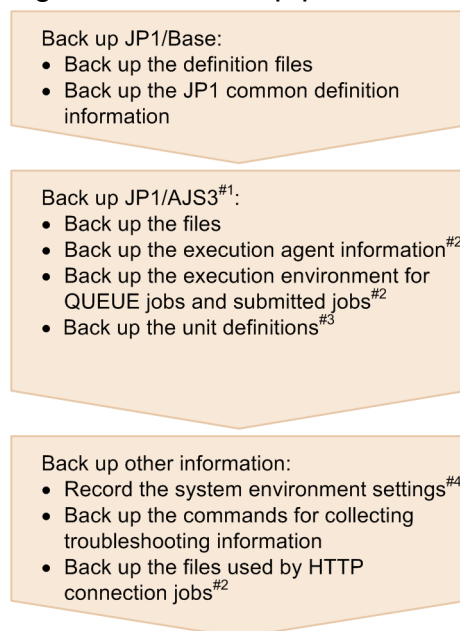 Back up JP1/Base:
• Back up the definition files
• Back up the JP1 common definition
information
Back up JP1/AJS3#1:
• Back up the files
• Back up the execution agent information#2
• Back up the execution environment for
QUEUE jobs and submitted jobs#2
• Back up the unit definitions#3
Back up other information:
• Record the system environment settings#4
• Back up the commands for collecting
troubleshooting information
• Back up the files used by HTTP
connection jobs#2